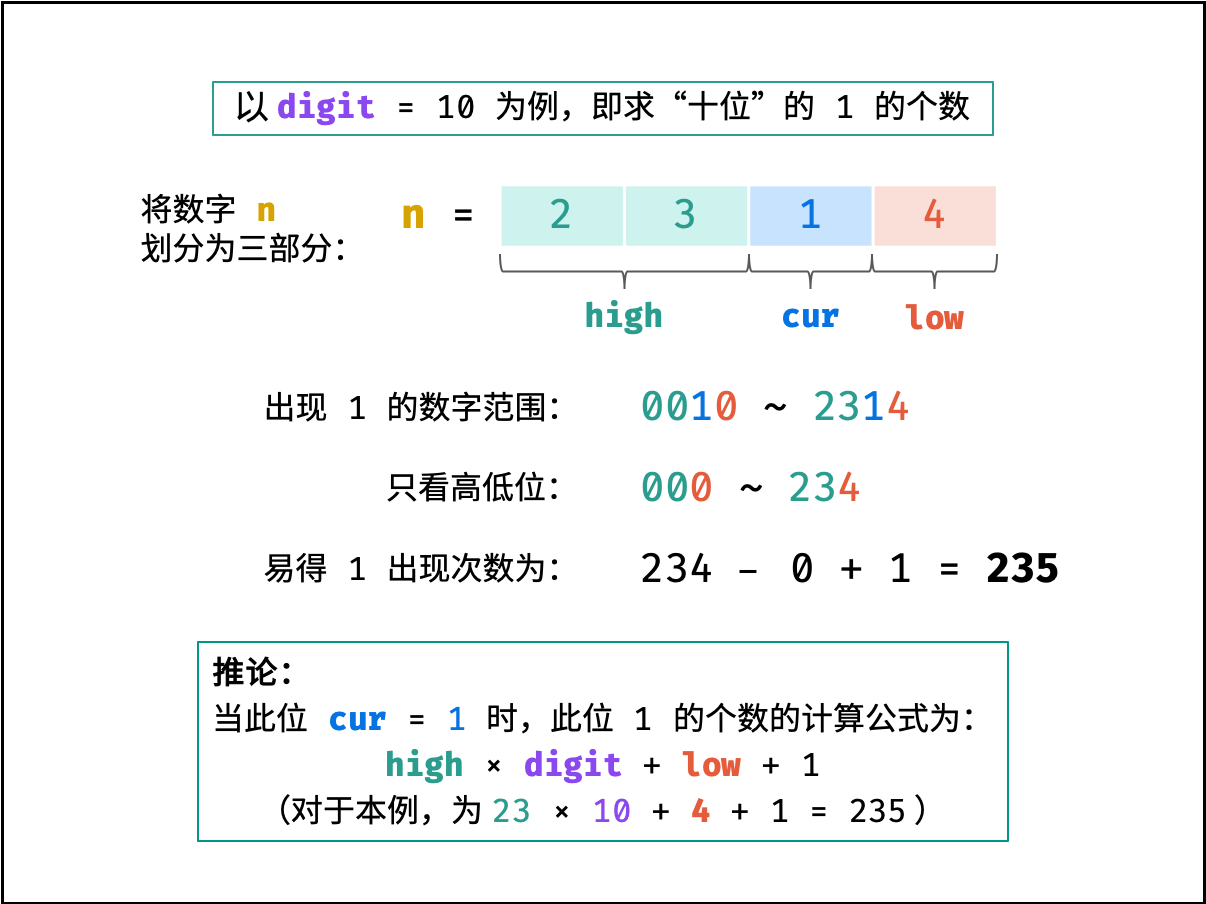 以 digit = 10 为例，即求“十位”的 1 的个数
将数字 n
划分为三部分：
n = 2 3 1 4
high cur low
出现 1 的数字范围： 0010 ~ 2314
只看高低位： 000 ~ 234
易得 1 出现次数为： 234 - 0 + 1 = 235
推论：
当此位 cur = 1 时，此位 1 的个数的计算公式为：
high × digit + low + 1
（对于本例，为 23 × 10 + 4 + 1 = 235）